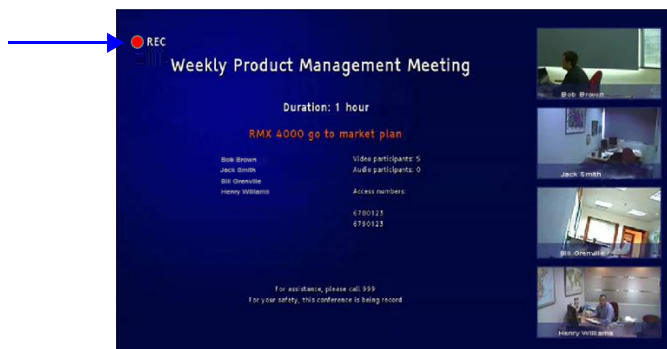 REC
Weekly Product Management Meeting
Duration: 1 hour
RMX 4000 go to market plan
Bob Brown
Jack Smith
Bill Grenville
Henry Williams
Video participants: 5
Audio participants: 0
Access numbers:
6780123
6790123
For assistance, please call 999
For your safety, this conference is being record
Bob Brown
Jack Smith
Bill Grenville
Henry Williams